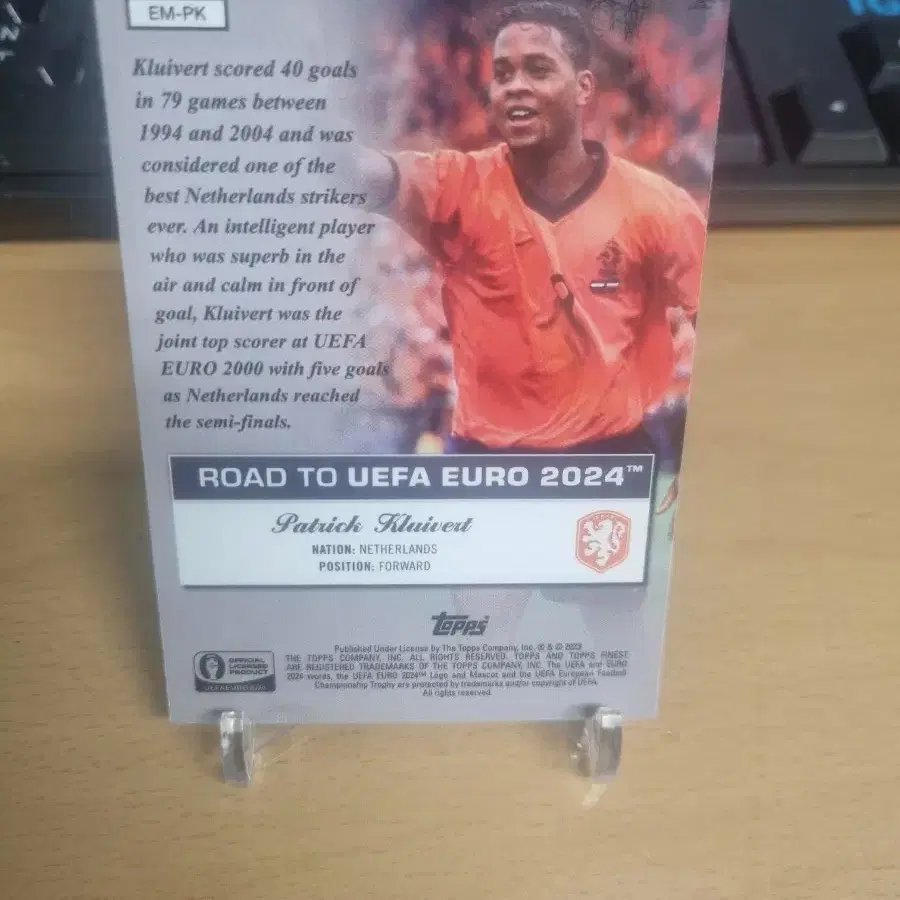 EM-PK
Kluivert scored 40 goals
in 79 games between
1994 and 2004 and was
considered one of the
best Netherlands strikers
ever. An intelligent player
who was superb in the
air and calm in front of
goal, Kluivert was the
joint top scorer at UEFA
EURO 2000 with five goals
as Netherlands reached
the semi-finals.
ROAD TO UEFA EURO 2024™
Patrick Kluivert
NATION: NETHERLANDS
POSITION: FORWARD
topps
Published Under License by The Topps Company, Inc. ® & © 2023
THE TOPPS COMPANY, INC. ALL RIGHTS RESERVED. TOPPS AND TOPPS FINEST
ARE REGISTERED TRADEMARKS OF THE TOPPS COMPANY, INC. The UEFA and EURO
2024 words, the UEFA EURO 2024™ Logo and Mascot and the UEFA European Football
Championship Trophy are protected by trademarks and/or copyright of UEFA.
All rights reserved.
OFFICIAL
LICENSED
PRODUCT